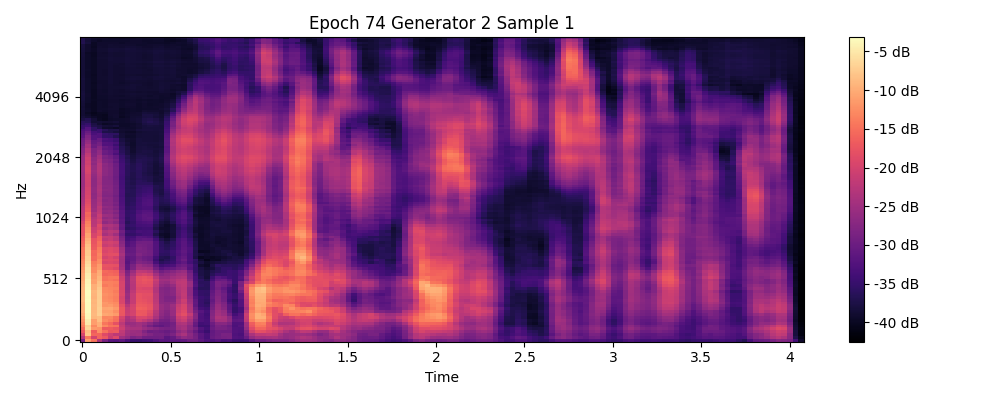 Epoch 74 Generator 2 Sample 1
Hz
4096
2048
1024
512
0
0 0.5 1 1.5 2 2.5 3 3.5 4
Time
-5 dB
-10 dB
-15 dB
-20 dB
-25 dB
-30 dB
-35 dB
-40 dB